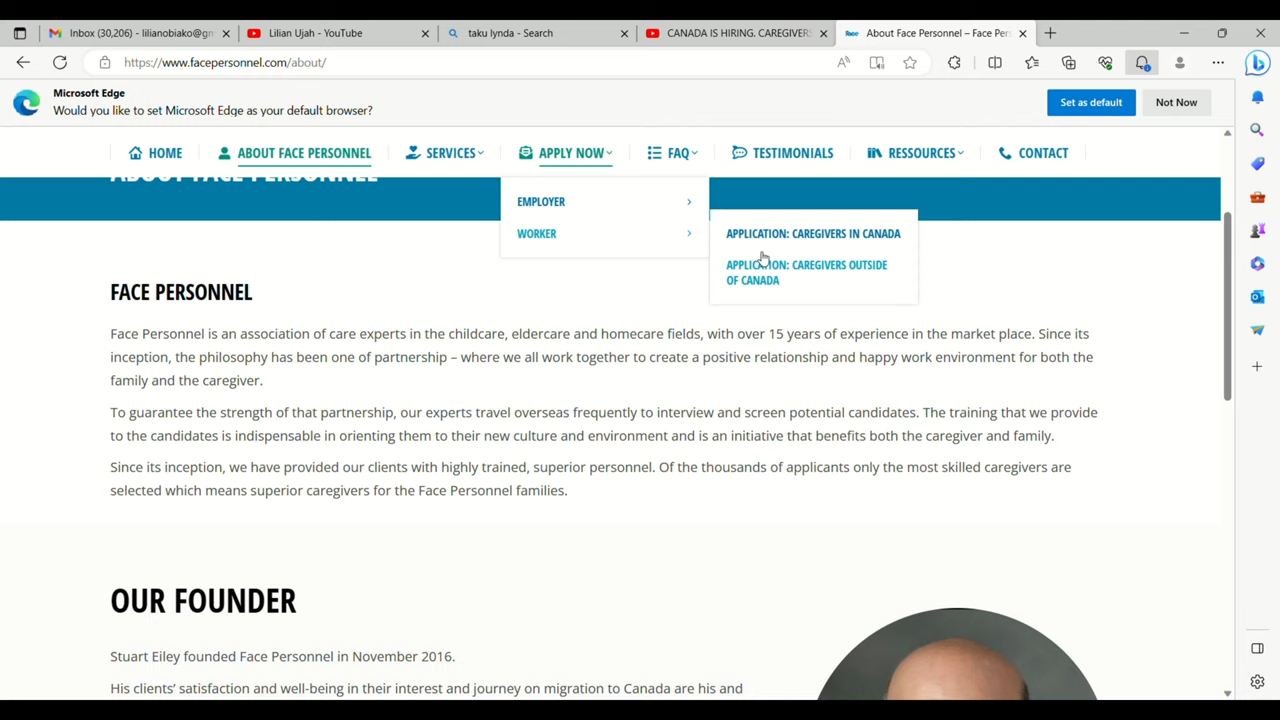 Inbox (30,206) - lilianobiako@gm
Lilian Ujah - YouTube
taku lynda - Search
CANADA IS HIRING. CAREGIVERS
About Face Personnel – Face Pers
https://www.facepersonnel.com/about/
Microsoft Edge
Would you like to set Microsoft Edge as your default browser?
Set as default
Not Now
HOME
ABOUT FACE PERSONNEL
SERVICES
APPLY NOW
FAQ
TESTIMONIALS
RESSOURCES
CONTACT
ABOUT FACE PERSONNEL
EMPLOYER
WORKER
APPLICATION: CAREGIVERS IN CANADA
APPLICATION: CAREGIVERS OUTSIDE
OF CANADA
FACE PERSONNEL
Face Personnel is an association of care experts in the childcare, eldercare and homecare fields, with over 15 years of experience in the market place. Since its
inception, the philosophy has been one of partnership – where we all work together to create a positive relationship and happy work environment for both the
family and the caregiver.
To guarantee the strength of that partnership, our experts travel overseas frequently to interview and screen potential candidates. The training that we provide
to the candidates is indispensable in orienting them to their new culture and environment and is an initiative that benefits both the caregiver and family.
Since its inception, we have provided our clients with highly trained, superior personnel. Of the thousands of applicants only the most skilled caregivers are
selected which means superior caregivers for the Face Personnel families.
OUR FOUNDER
Stuart Eiley founded Face Personnel in November 2016.
His clients' satisfaction and well-being in their interest and journey on migration to Canada are his and